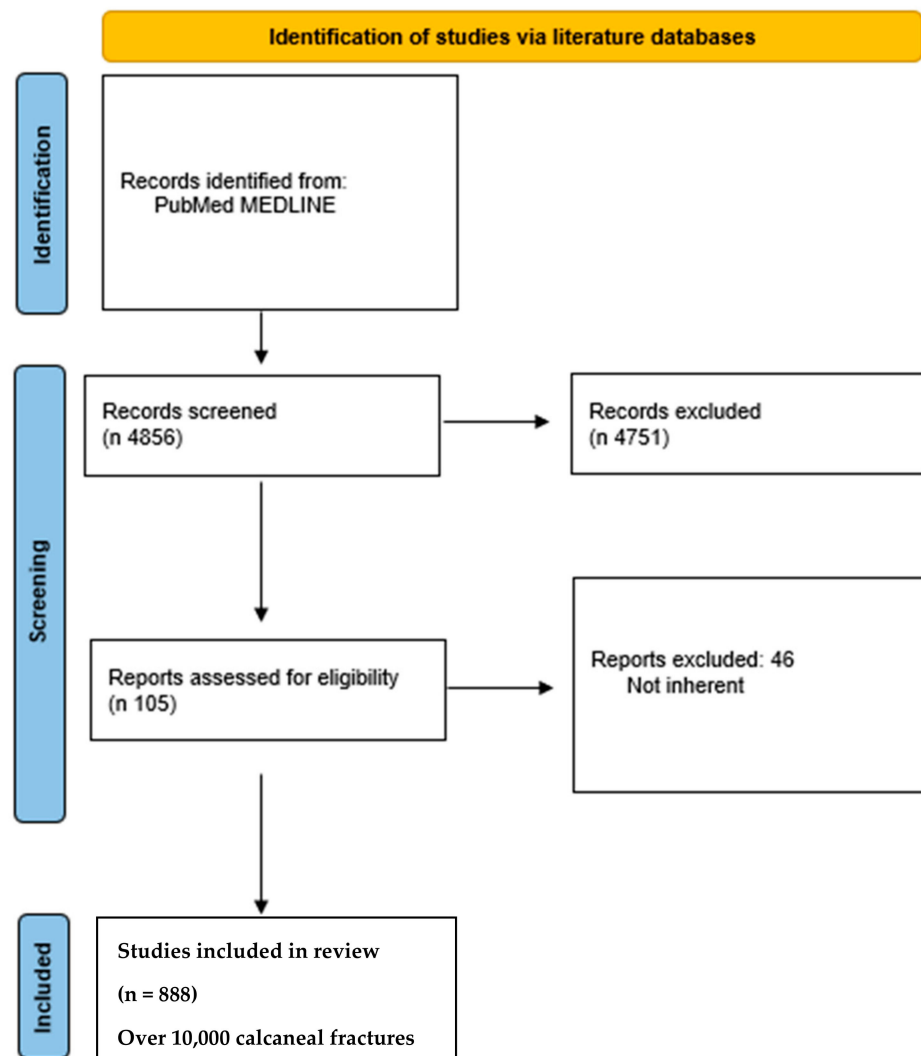 Identification of studies via literature databases
Identification
Records identified from:
PubMed MEDLINE
Screening
Records screened
(n 4856)
Records excluded
(n 4751)
Reports assessed for eligibility
(n 105)
Reports excluded: 46
Not inherent
Included
Studies included in review
(n = 888)
Over 10,000 calcaneal fractures